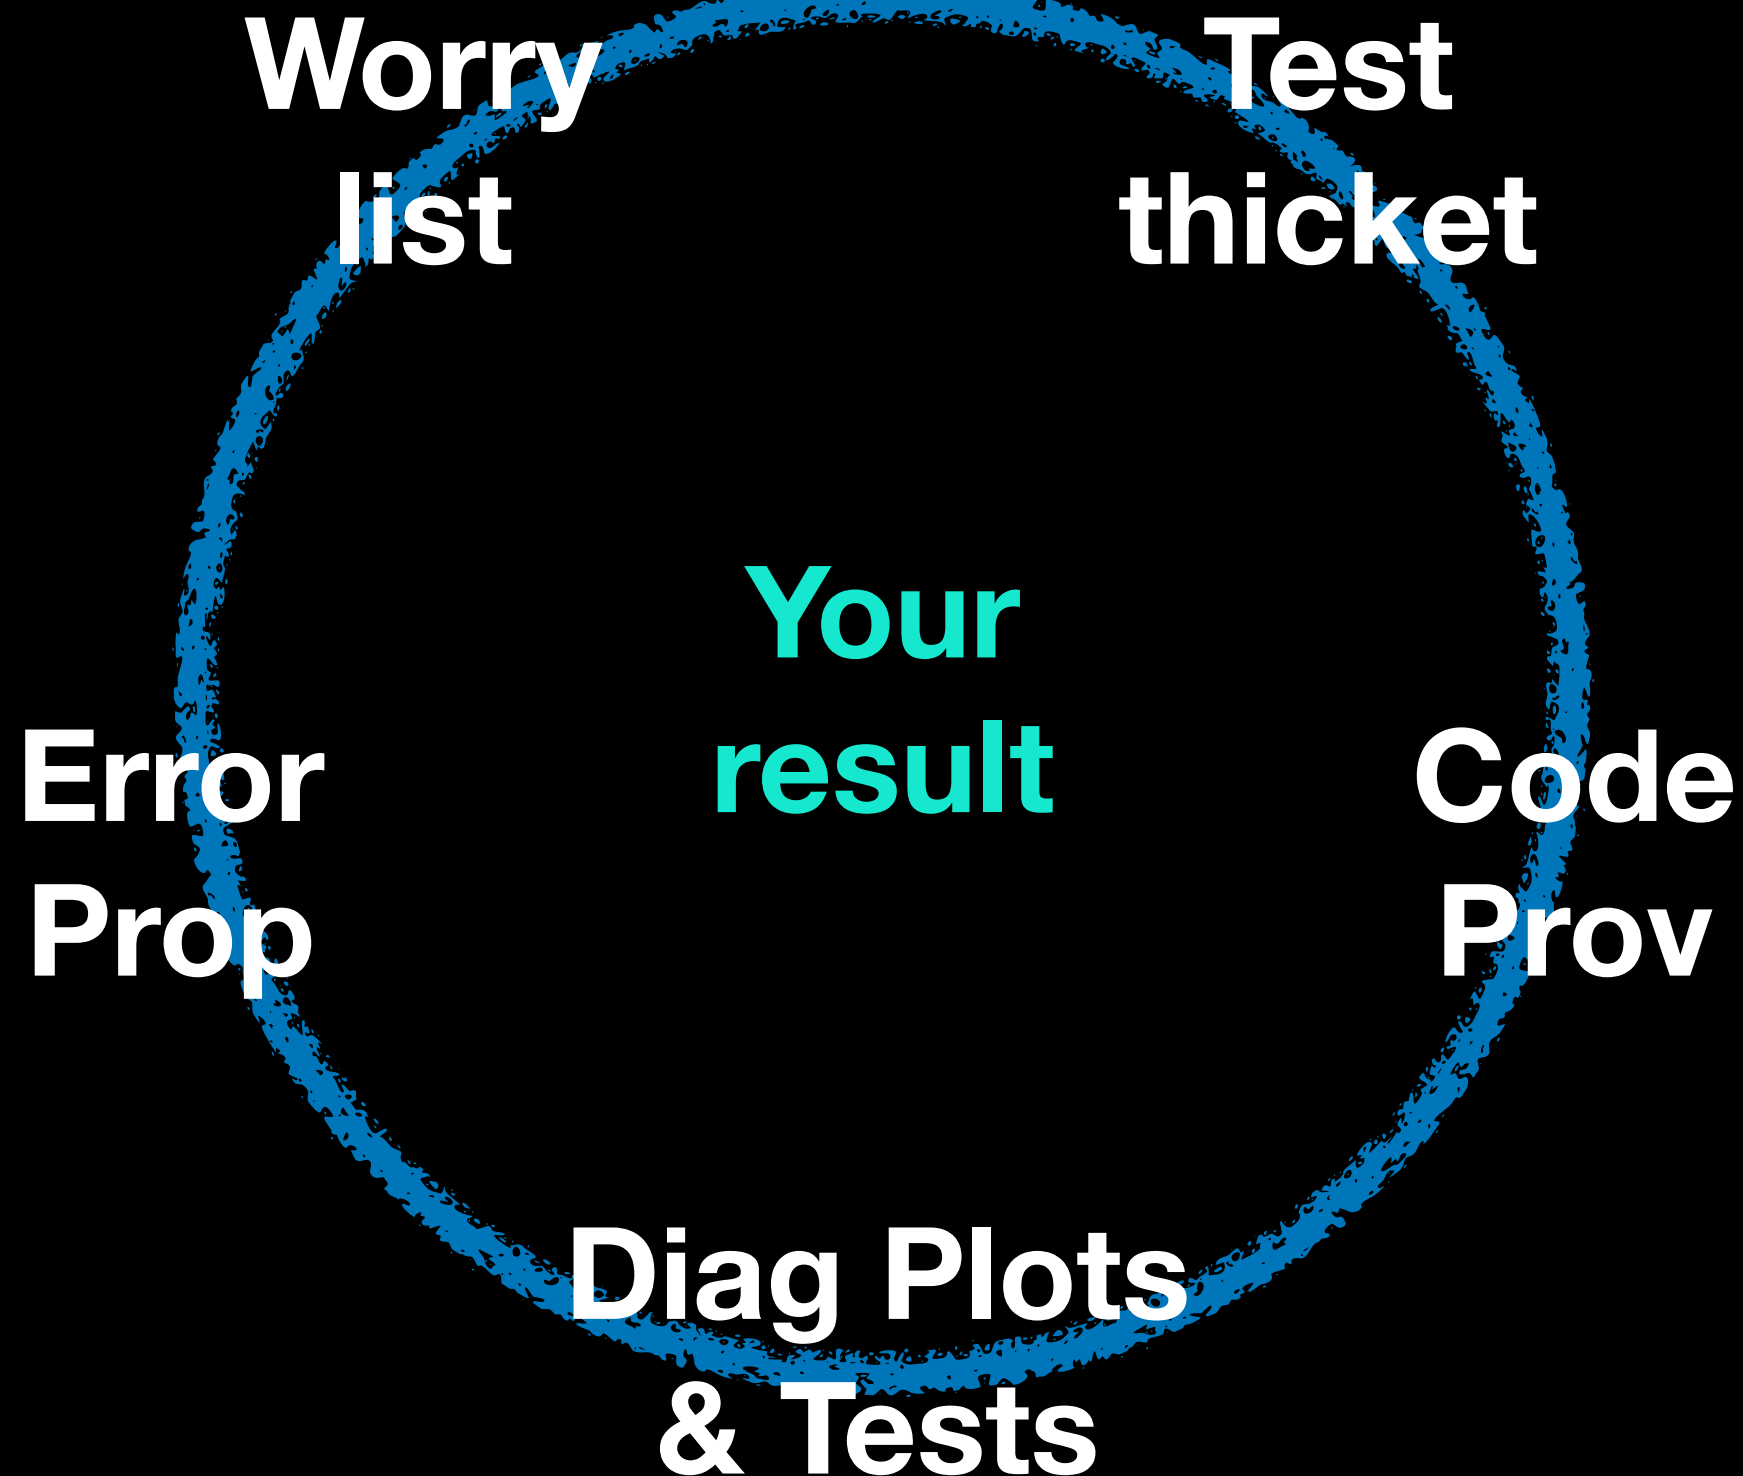 Worry
list
Test
thicket
Your
result
Error
Prop
Code
Prov
Diag Plots
& Tests